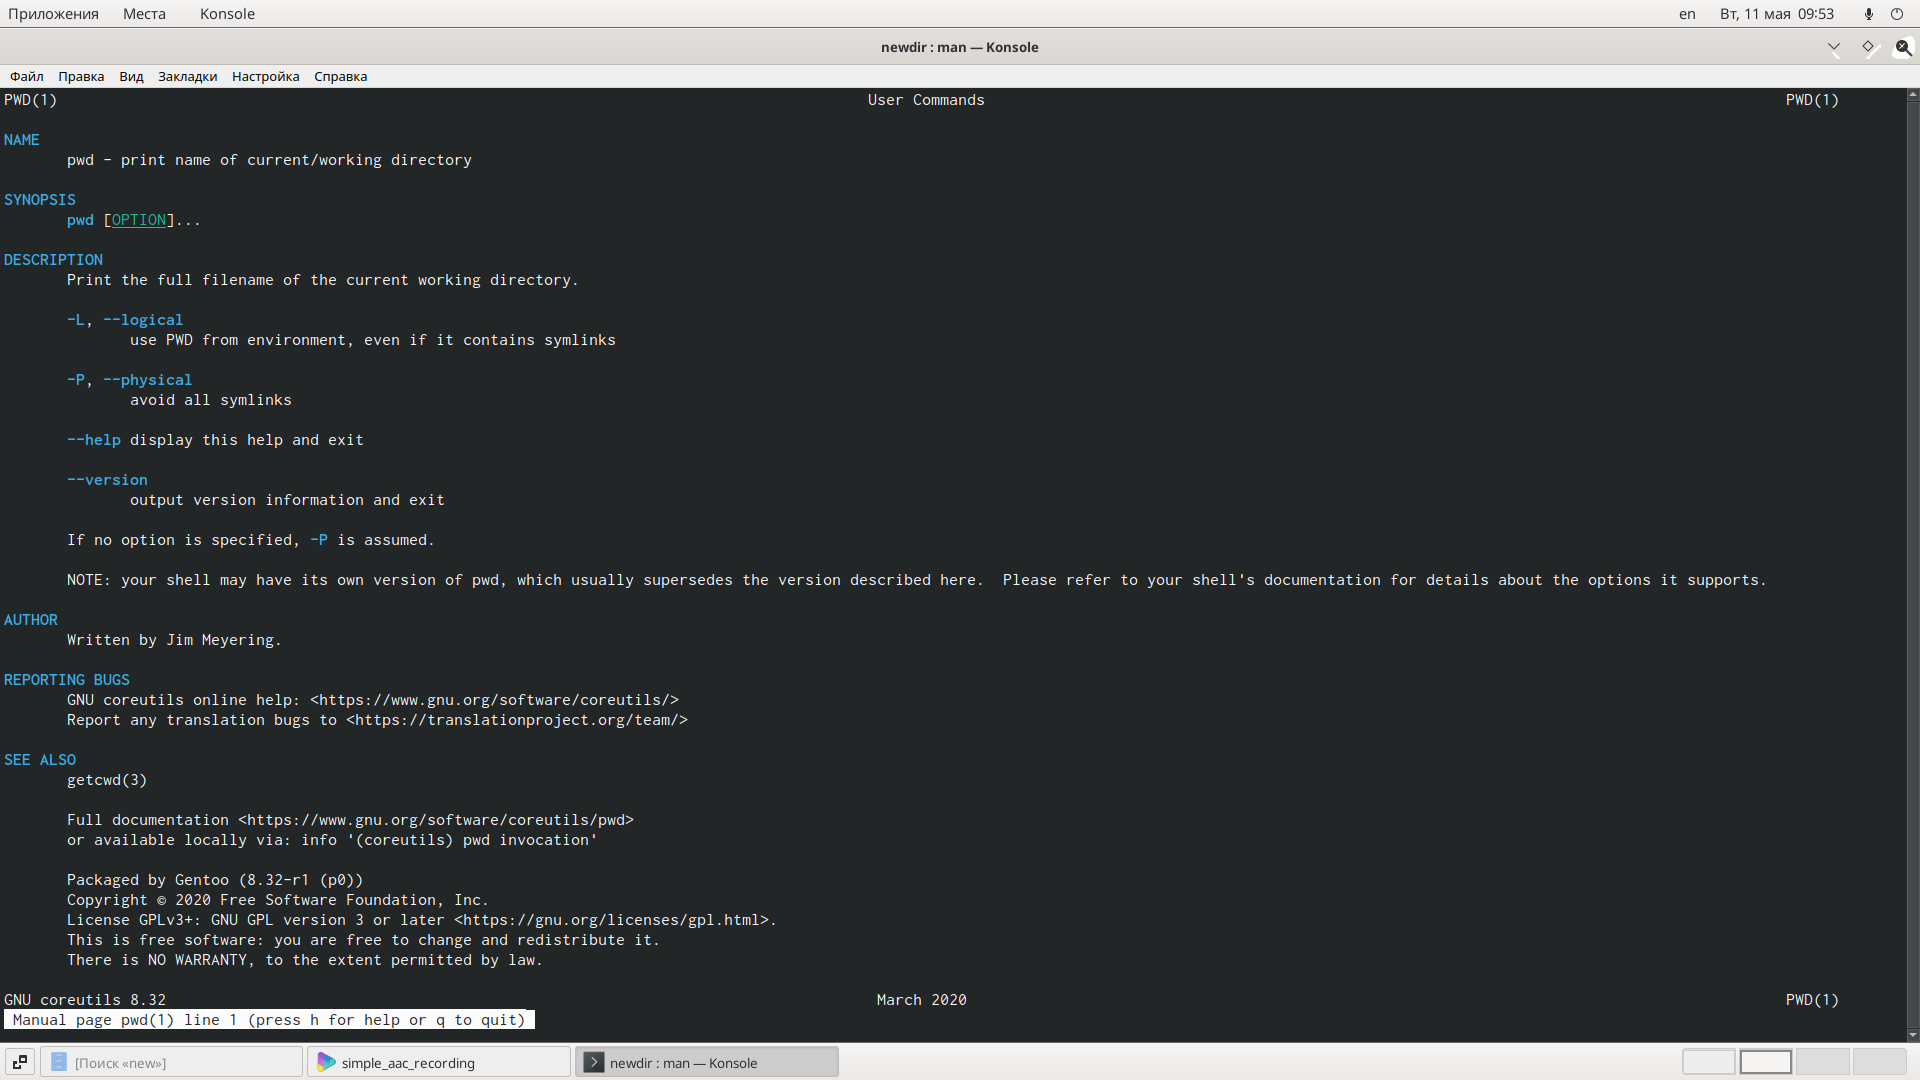 Приложения Места Konsole en Вт, 11 мая 09:53
newdir : man — Konsole
Файл Правка Вид Закладки Настройка Справка
PWD(1) User Commands PWD(1)
NAME
pwd - print name of current/working directory
SYNOPSIS
pwd [OPTION]...
DESCRIPTION
Print the full filename of the current working directory.
-L, --logical
use PWD from environment, even if it contains symlinks
-P, --physical
avoid all symlinks
--help display this help and exit
--version
output version information and exit
If no option is specified, -P is assumed.
NOTE: your shell may have its own version of pwd, which usually supersedes the version described here.  Please refer to your shell's documentation for details about the options it supports.
AUTHOR
Written by Jim Meyering.
REPORTING BUGS
GNU coreutils online help: <https://www.gnu.org/software/coreutils/>
Report any translation bugs to <https://translationproject.org/team/>
SEE ALSO
getcwd(3)
Full documentation <https://www.gnu.org/software/coreutils/pwd>
or available locally via: info '(coreutils) pwd invocation'
Packaged by Gentoo (8.32-r1 (p0))
Copyright © 2020 Free Software Foundation, Inc.
License GPLv3+: GNU GPL version 3 or later <https://gnu.org/licenses/gpl.html>.
This is free software: you are free to change and redistribute it.
There is NO WARRANTY, to the extent permitted by law.
GNU coreutils 8.32 March 2020 PWD(1)
Manual page pwd(1) line 1 (press h for help or q to quit)
[Поиск «new»] simple_aac_recording newdir : man — Konsole